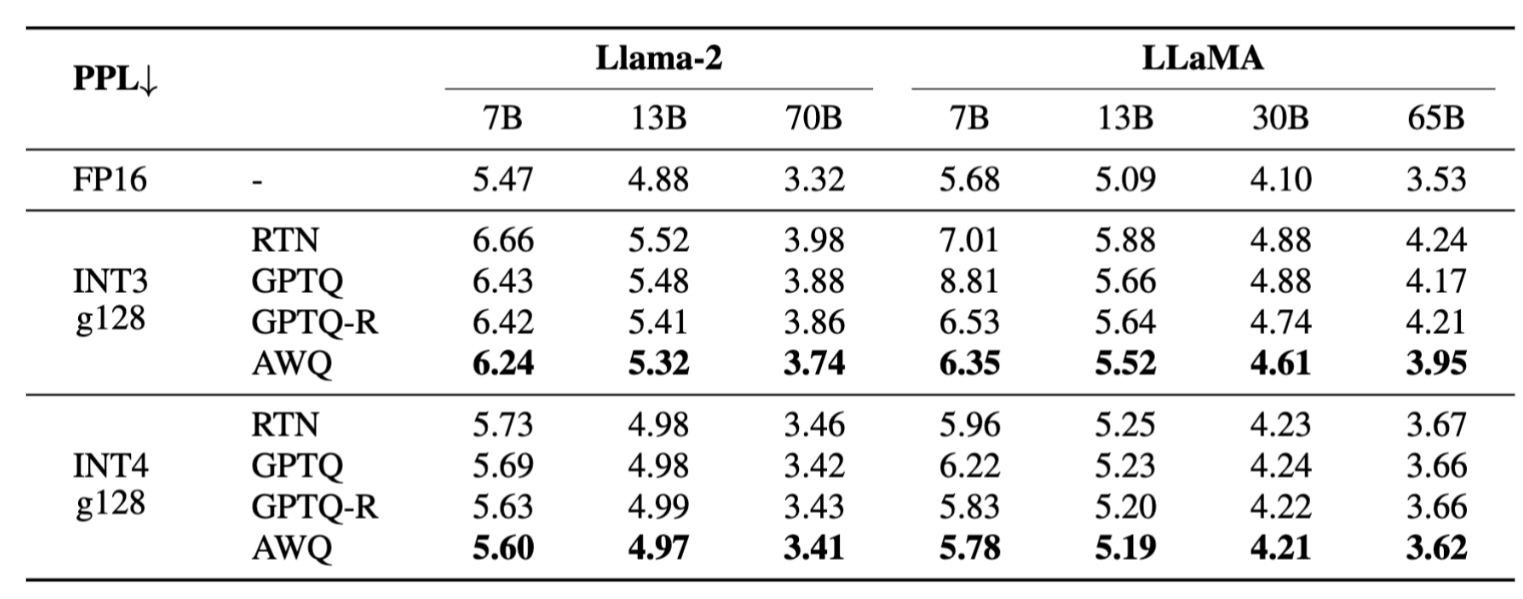 PPL↓ Llama-2 LLaMA
7B 13B 70B 7B 13B 30B 65B
FP16 - 5.47 4.88 3.32 5.68 5.09 4.10 3.53
INT3 g128
RTN 6.66 5.52 3.98 7.01 5.88 4.88 4.24
GPTQ 6.43 5.48 3.88 8.81 5.66 4.88 4.17
GPTQ-R 6.42 5.41 3.86 6.53 5.64 4.74 4.21
AWQ 6.24 5.32 3.74 6.35 5.52 4.61 3.95
INT4 g128
RTN 5.73 4.98 3.46 5.96 5.25 4.23 3.67
GPTQ 5.69 4.98 3.42 6.22 5.23 4.24 3.66
GPTQ-R 5.63 4.99 3.43 5.83 5.20 4.22 3.66
AWQ 5.60 4.97 3.41 5.78 5.19 4.21 3.62